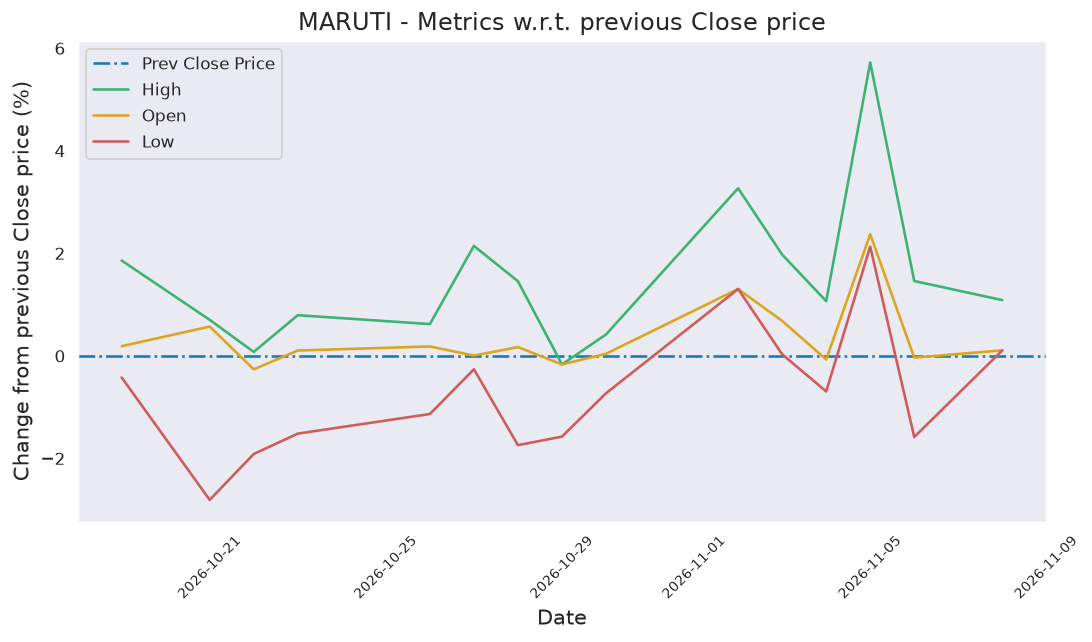 MARUTI - Metrics w.r.t. previous Close price
Change from previous Close price (%)
6
4
2
0
−2
Prev Close Price
High
Open
Low
2026-10-21
2026-10-25
2026-10-29
2026-11-01
2026-11-05
2026-11-09
Date